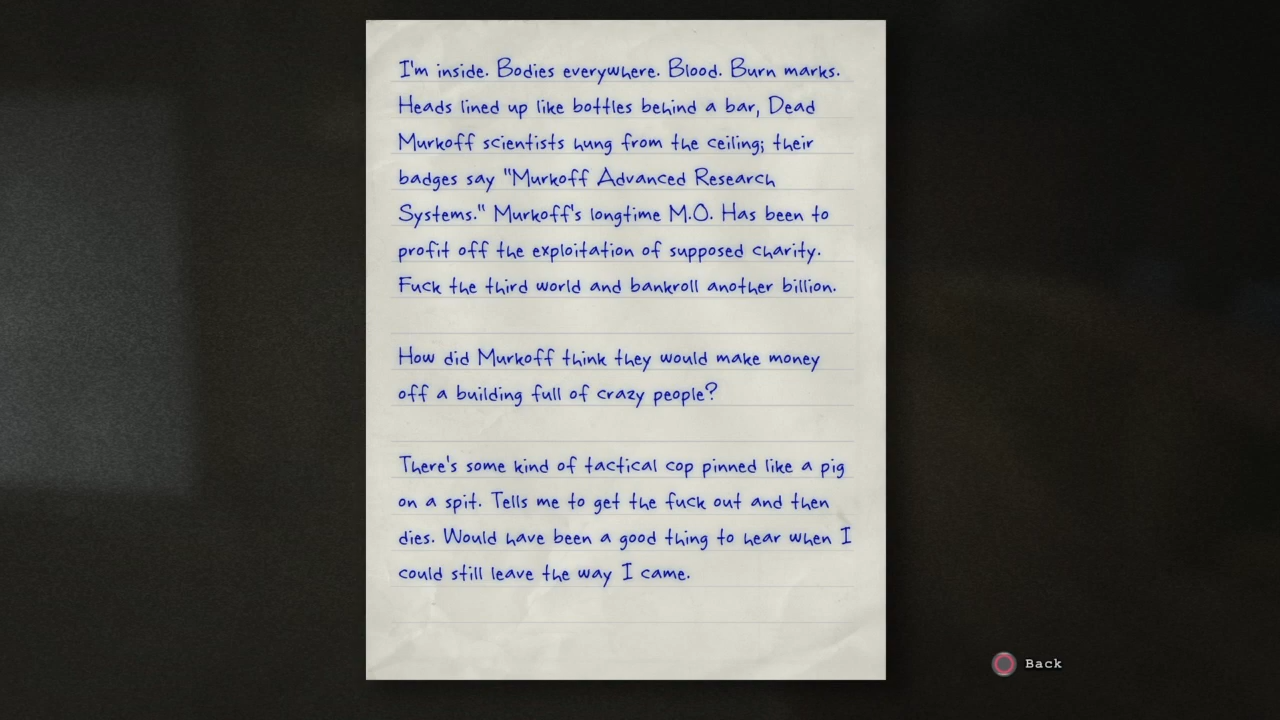 I'm inside. Bodies everywhere. Blood. Burn marks.
Heads lined up like bottles behind a bar, Dead
Murkoff scientists hung from the ceiling; their
badges say "Murkoff Advanced Research
Systems." Murkoff's longtime M.O. Has been to
profit off the exploitation of supposed charity.
Fuck the third world and bankroll another billion.
How did Murkoff think they would make money
off a building full of crazy people?
There's some kind of tactical cop pinned like a pig
on a spit. Tells me to get the fuck out and then
dies. Would have been a good thing to hear when I
could still leave the way I came.
Back